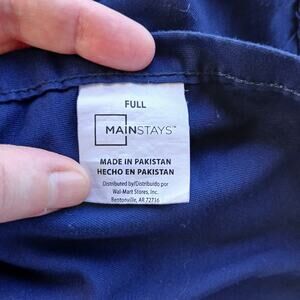 FULL
MAINSTAYS™
MADE IN PAKISTAN
HECHO EN PAKISTAN
Distributed by/Distribuido por
Wal-Mart Stores, Inc.
Bentonville, AR 72716